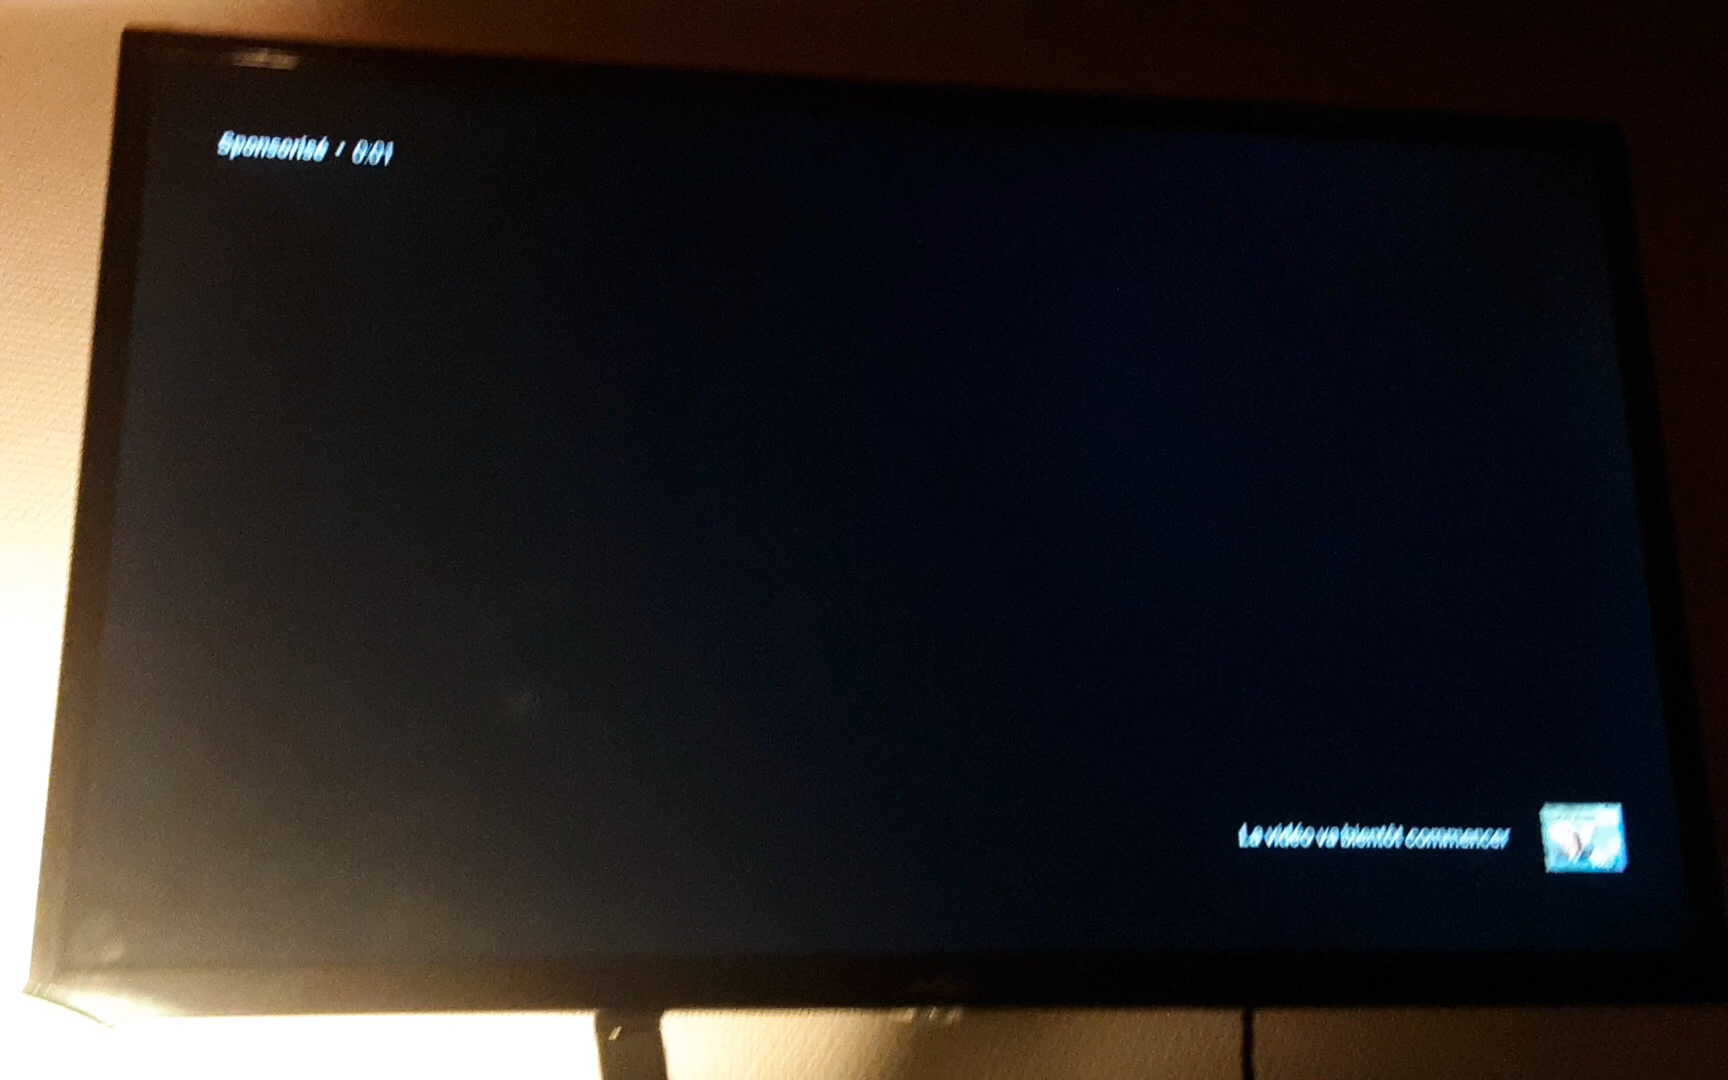 Sponsorisé · 0:01
La vidéo va bientôt commencer